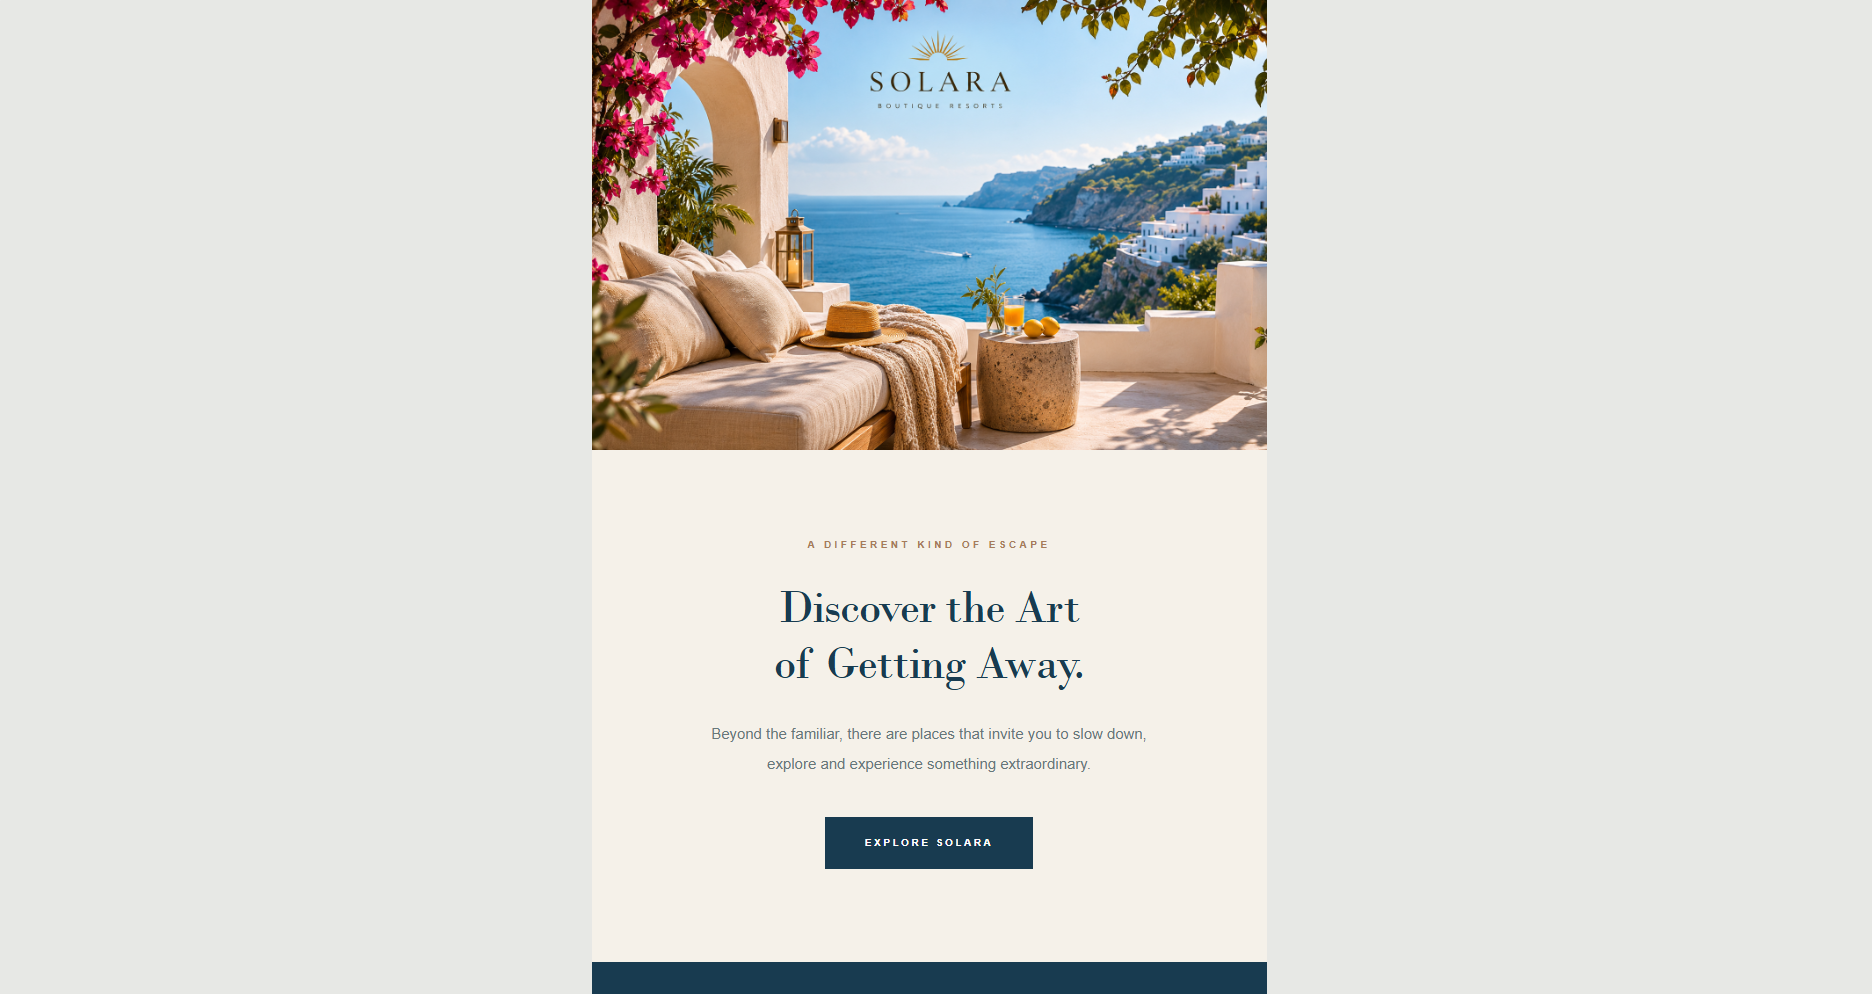 SOLARA
BOUTIQUE RESORTS
A DIFFERENT KIND OF ESCAPE
Discover the Art
of Getting Away.
Beyond the familiar, there are places that invite you to slow down,
explore and experience something extraordinary.
EXPLORE SOLARA